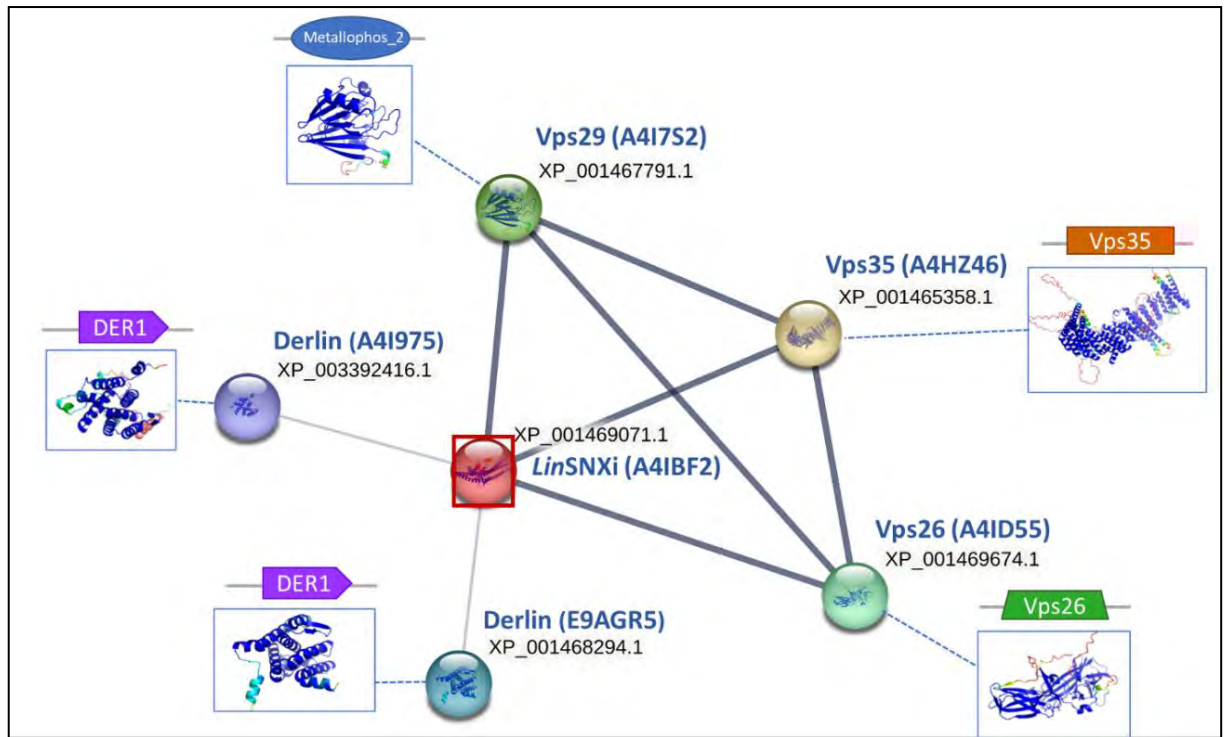 Metallophos_2
Vps29 (A4I7S2)
XP_001467791.1
Vps35
Vps35 (A4HZ46)
XP_001465358.1
DER1
Derlin (A4I975)
XP_003392416.1
XP_001469071.1
LinSNXi (A4IBF2)
Vps26 (A4ID55)
XP_001469674.1
DER1
Vps26
Derlin (E9AGR5)
XP_001468294.1